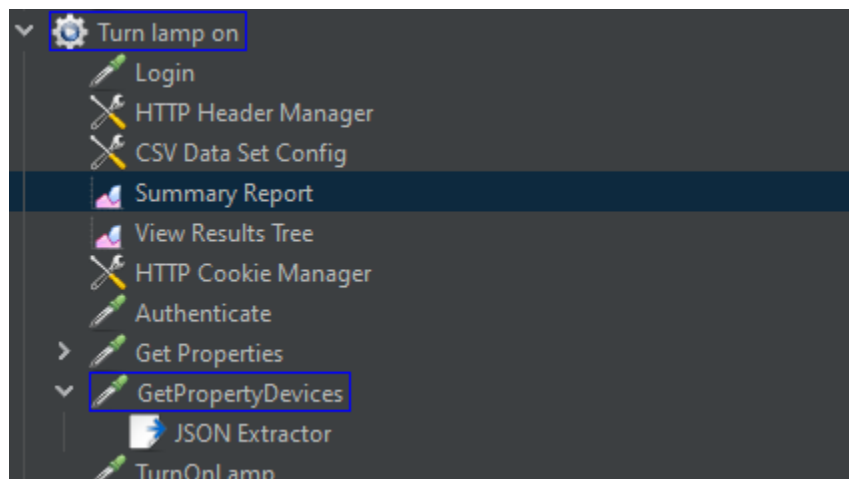 Turn lamp on
Login
HTTP Header Manager
CSV Data Set Config
Summary Report
View Results Tree
HTTP Cookie Manager
Authenticate
Get Properties
GetPropertyDevices
JSON Extractor
TurnOnLamp